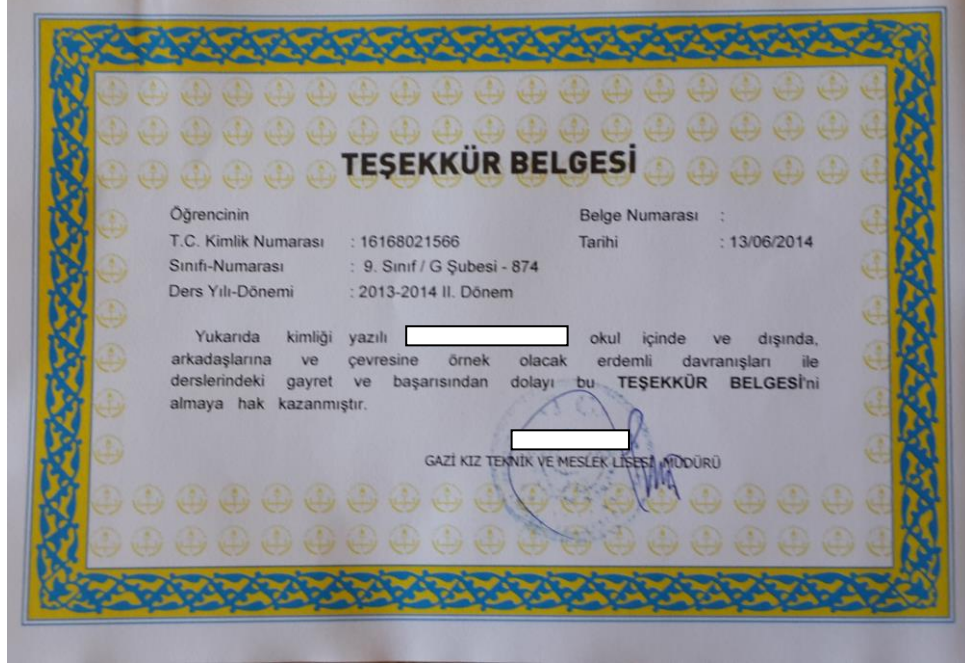 TEŞEKKÜR BELGESİ
Öğrencinin
Belge Numarası :
T.C. Kimlik Numarası : 16168021566
Tarihi : 13/06/2014
Sınıfı-Numarası : 9. Sınıf / G Şubesi - 874
Ders Yılı-Dönemi : 2013-2014 II. Dönem
Yukarıda kimliği yazılı okul içinde ve dışında,
arkadaşlarına ve çevresine örnek olacak erdemli davranışları ile
derslerindeki gayret ve başarısından dolayı bu TEŞEKKÜR BELGESİ'ni
almaya hak kazanmıştır.
GAZİ KIZ TEKNİK VE MESLEK LİSESİ MÜDÜRÜ